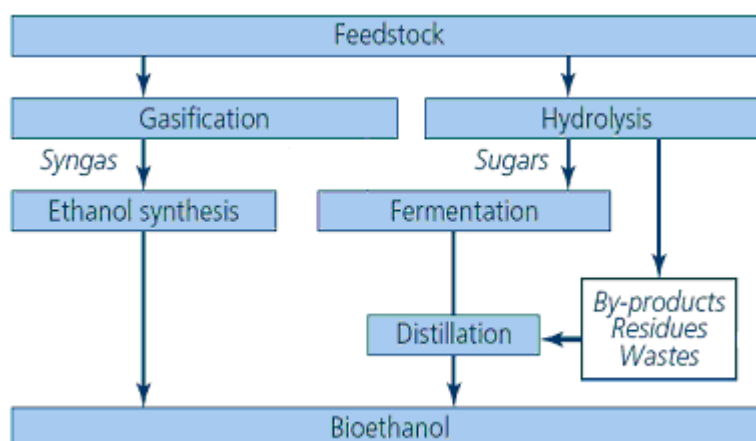 Feedstock
Gasification
Hydrolysis
Syngas
Sugars
Ethanol synthesis
Fermentation
By-products
Residues
Wastes
Distillation
Bioethanol